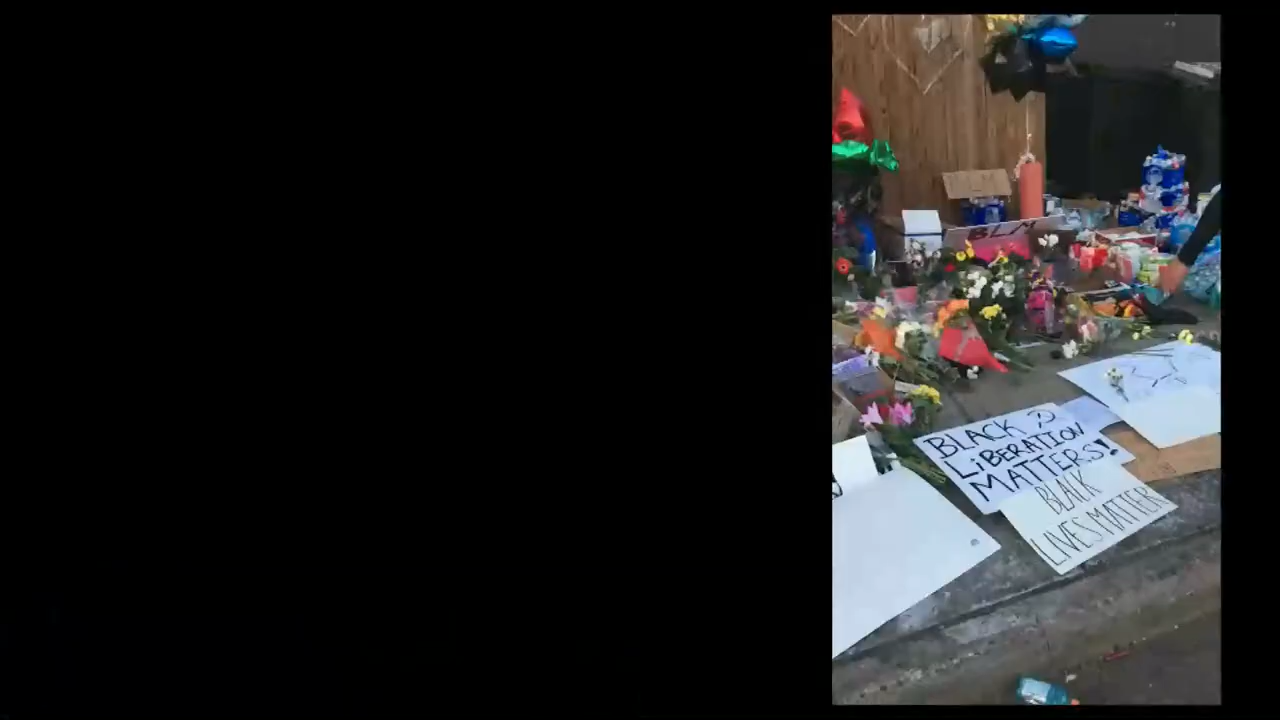 BLM
BLACK
LIBERATION
MATTERS!
BLACK
LIVES MATTER